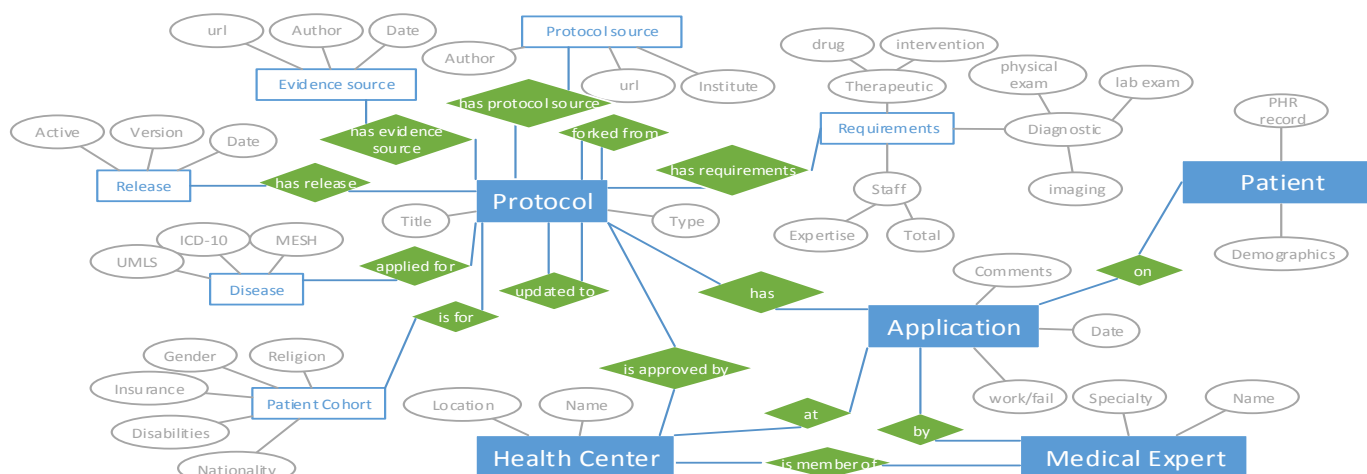 url
Author
Date
Protocol source
Evidence source
Author
url
Institute
drug
intervention
physical
exam
lab exam
Therapeutic
PHR
record
has protocol source
Active
Version
Date
has evidence
source
forked from
Requirements
Diagnostic
Release
has release
has requirements
imaging
Patient
Protocol
Staff
Title
Type
Expertise
Total
ICD-10
MESH
UMLS
applied for
Demographics
Disease
updated to
Comments
on
has
is for
Application
Date
Gender
Religion
is approved by
Insurance
Patient Cohort
Location
Name
work/fail
Specialty
Name
at
Disabilities
by
Nationality
Health Center
is member of
Medical Expert